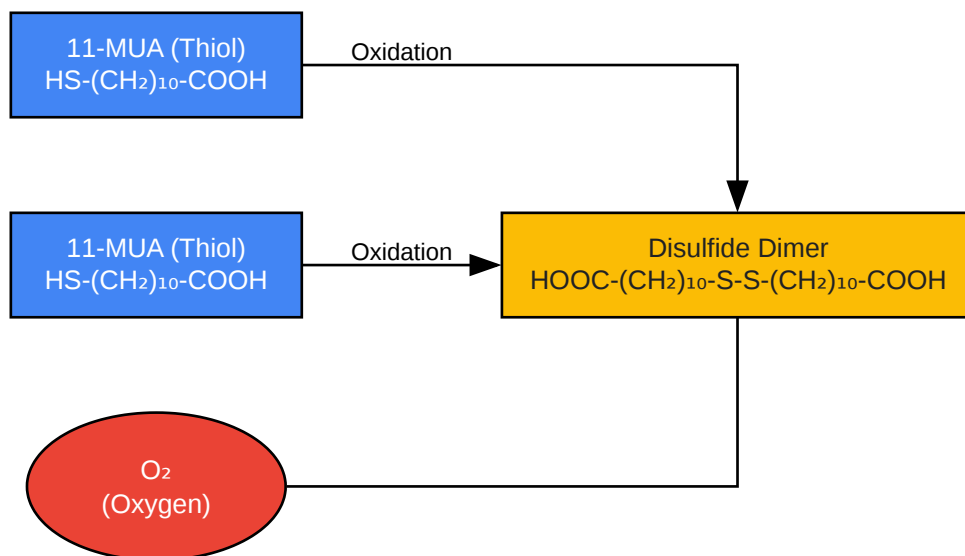 11-MUA (Thiol)
HS-(CH₂)₁₀-COOH
Oxidation
11-MUA (Thiol)
HS-(CH₂)₁₀-COOH
Oxidation
Disulfide Dimer
HOOC-(CH₂)₁₀-S-S-(CH₂)₁₀-COOH
O₂
(Oxygen)